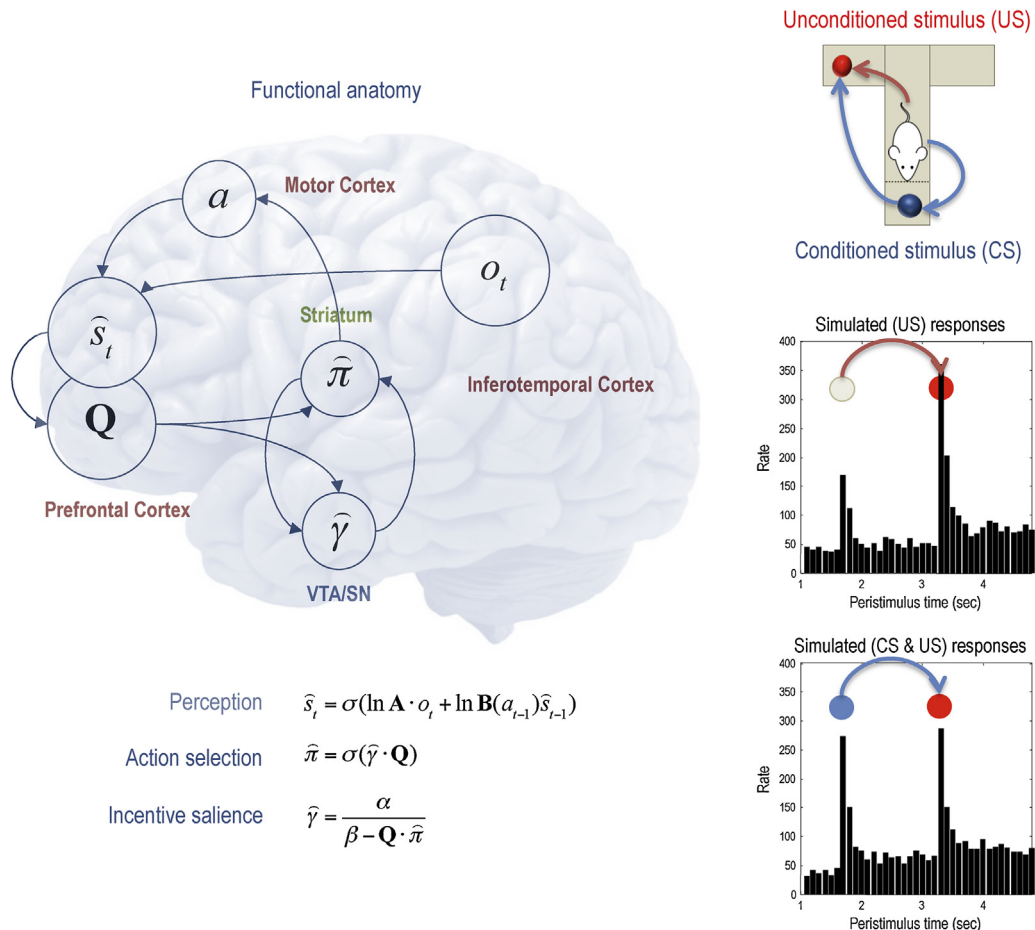 Functional anatomy
Motor Cortex
a
o_t
ŝ_t
Striatum
π̂
Inferotemporal Cortex
Q
Prefrontal Cortex
γ̂
VTA/SN
Perception ŝ_t = σ(ln A · o_t + ln B(a_{t−1})ŝ_{t−1})
Action selection π̂ = σ(γ̂ · Q)
Incentive salience γ̂ = α / (β − Q · π̂)
Unconditioned stimulus (US)
Conditioned stimulus (CS)
Simulated (US) responses
400
350
300
250
200
150
100
50
0
Rate
1 2 3 4
Peristimulus time (sec)
Simulated (CS & US) responses
400
350
300
250
200
150
100
50
0
Rate
1 2 3 4
Peristimulus time (sec)